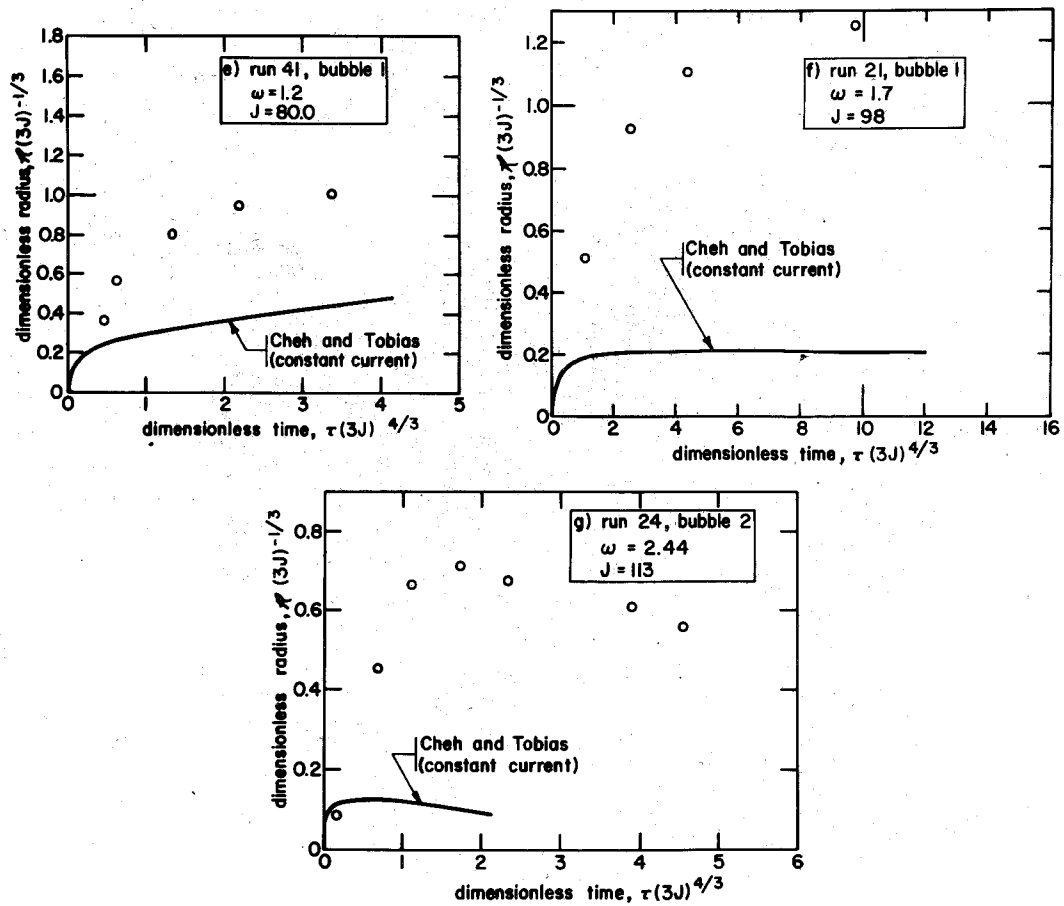 e) run 41, bubble 1
ω = 1.2
J = 80.0
dimensionless radius, 𝓇(3J)^-1/3
1.8
1.6
1.4
1.2
1.0
0.8
0.6
0.4
0.2
0
Cheh and Tobias
(constant current)
0 1 2 3 4 5
dimensionless time, τ(3J)^4/3
f) run 21, bubble 1
ω = 1.7
J = 98
dimensionless radius, 𝓇(3J)^-1/3
1.2
1.0
0.8
0.6
0.4
0.2
0
Cheh and Tobias
(constant current)
0 2 4 6 8 10 12 14 16
dimensionless time, τ(3J)^4/3
g) run 24, bubble 2
ω = 2.44
J = 113
dimensionless radius, 𝓇(3J)^-1/3
0.8
0.6
0.4
0.2
0
Cheh and Tobias
(constant current)
0 1 2 3 4 5 6
dimensionless time, τ(3J)^4/3